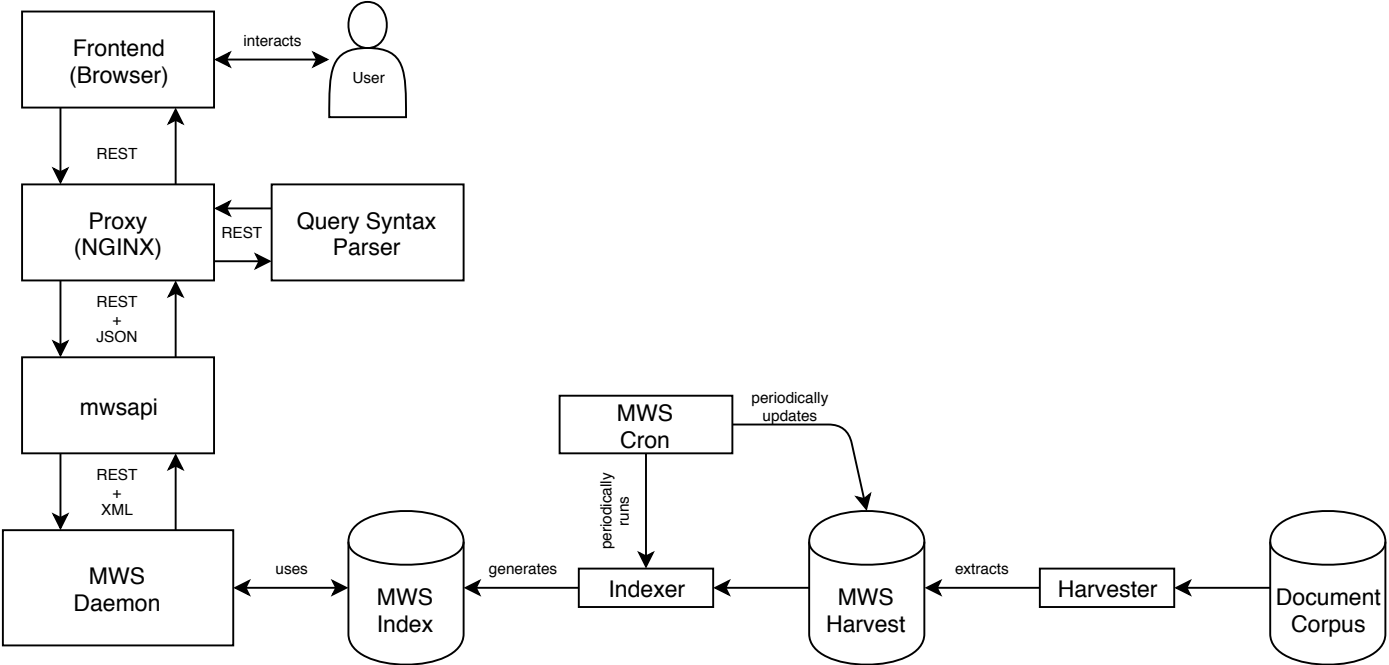 Frontend
(Browser)
interacts
User
REST
Proxy
(NGINX)
REST
Query Syntax
Parser
REST
+
JSON
mwsapi
MWS
Cron
periodically
updates
periodically
runs
REST
+
XML
MWS
Daemon
uses
MWS
Index
generates
Indexer
MWS
Harvest
extracts
Harvester
Document
Corpus